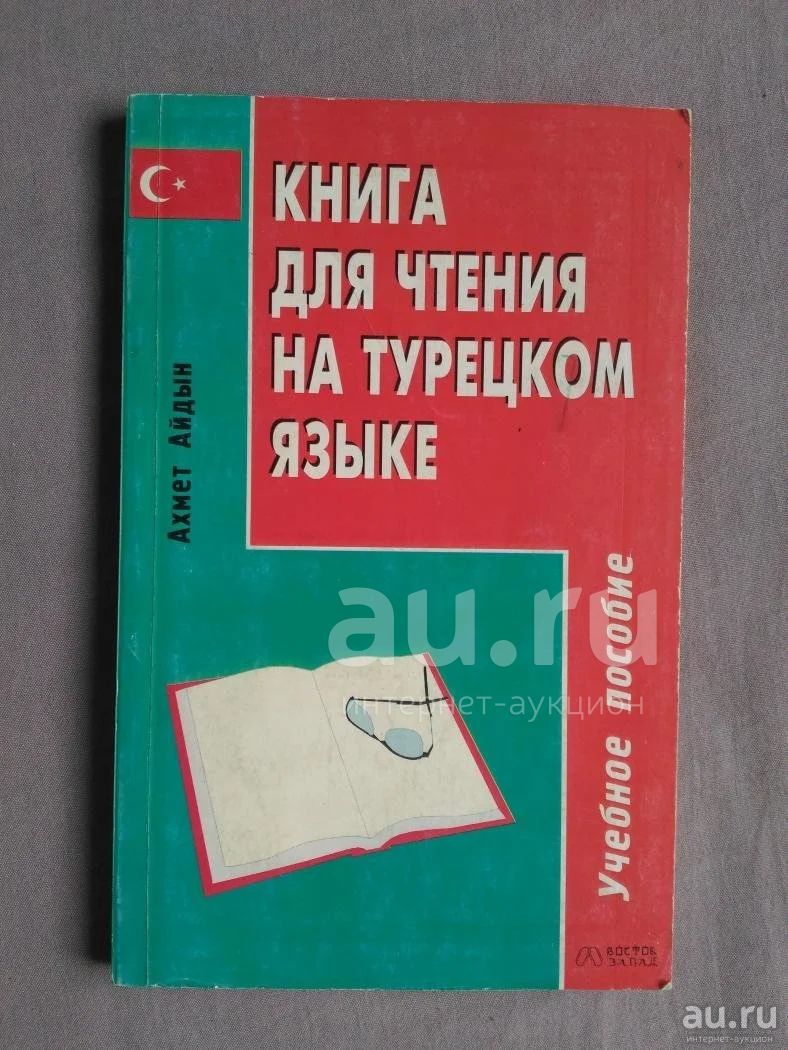 КНИГА
ДЛЯ ЧТЕНИЯ
НА ТУРЕЦКОМ
ЯЗЫКЕ
Ахмет Айдын
au.ru
интернет-аукцион
Учебное пособие
ВОСТОК
ЗАПАД
au.ru
интернет-аукцион